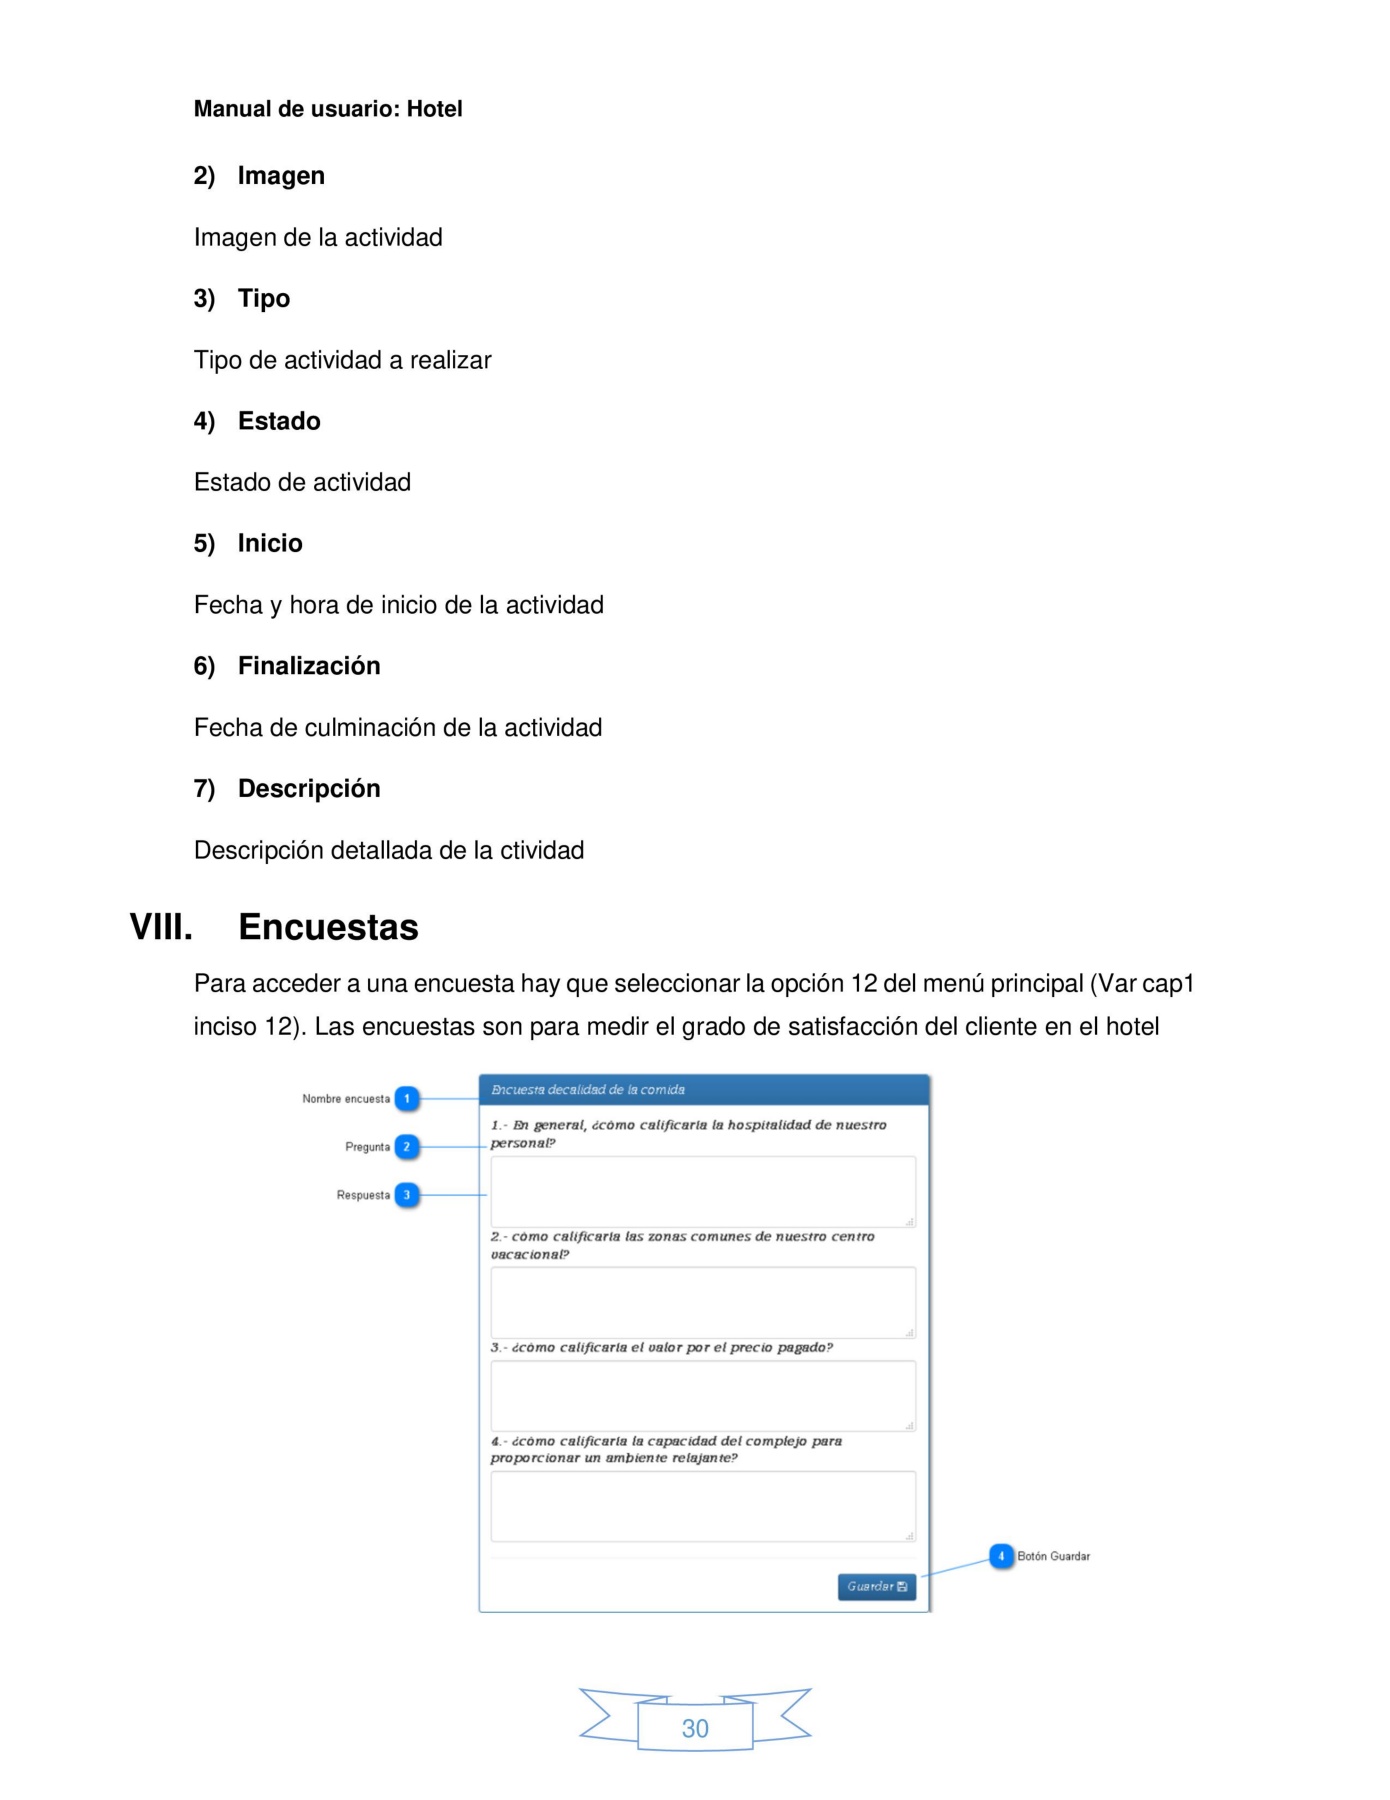 Manual de usuario: Hotel
2) Imagen
Imagen de la actividad
3) Tipo
Tipo de actividad a realizar
4) Estado
Estado de actividad
5) Inicio
Fecha y hora de inicio de la actividad
6) Finalización
Fecha de culminación de la actividad
7) Descripción
Descripción detallada de la ctividad
VIII. Encuestas
Para acceder a una encuesta hay que seleccionar la opción 12 del menú principal (Var cap1
inciso 12). Las encuestas son para medir el grado de satisfacción del cliente en el hotel
Encuesta decalidad de la comida
Nombre encuesta 1
1.- En general, ¿cómo calificaría la hospitalidad de nuestro
personal?
Pregunta 2
Respuesta 3
2.- cómo calificaría las zonas comunes de nuestro centro
vacacional?
3.- ¿cómo calificaría el valor por el precio pagado?
4.- ¿cómo calificaría la capacidad del complejo para
proporcionar un ambiente relajante?
4 Botón Guardar
Guardar
30